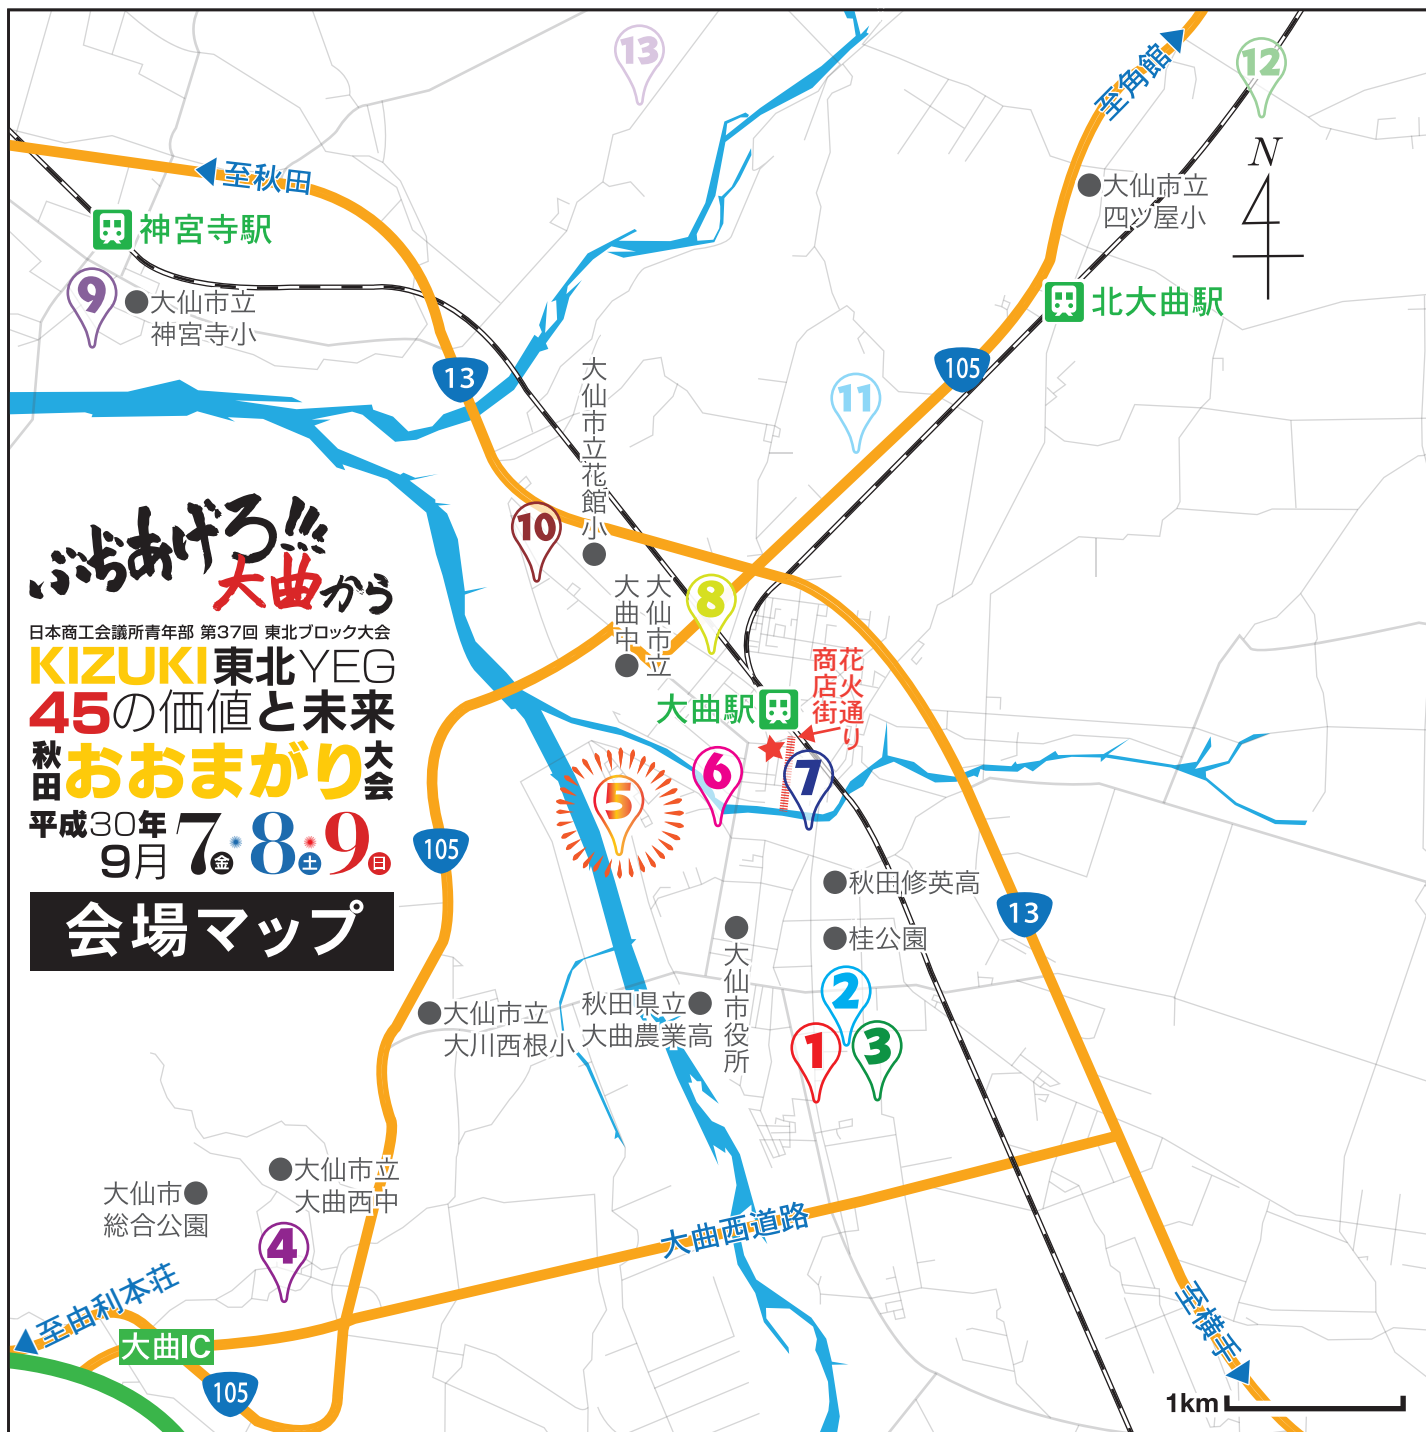 13
至角館
12
N
至秋田
大仙市立
四ツ屋小
神宮寺駅
9
大仙市立
神宮寺小
北大曲駅
13
105
11
大仙市立花館小
10
ぶぢあげろ!!!
大曲から
日本商工会議所青年部 第37回 東北ブロック大会
KIZUKI東北YEG
45の価値と未来
秋田おおまがり大会
平成30年
9月 7金・8土・9日
会場マップ
大仙市立
大曲中
8
大曲駅
花火通り
商店街
5
6
7
105
秋田修英高
13
桂公園
大仙市役所
大仙市立
大川西根小
秋田県立
大曲農業高
2
1
3
大仙市立
大曲西中
大仙市
総合公園
4
大曲西道路
至由利本荘
大曲IC
105
至横手
1km